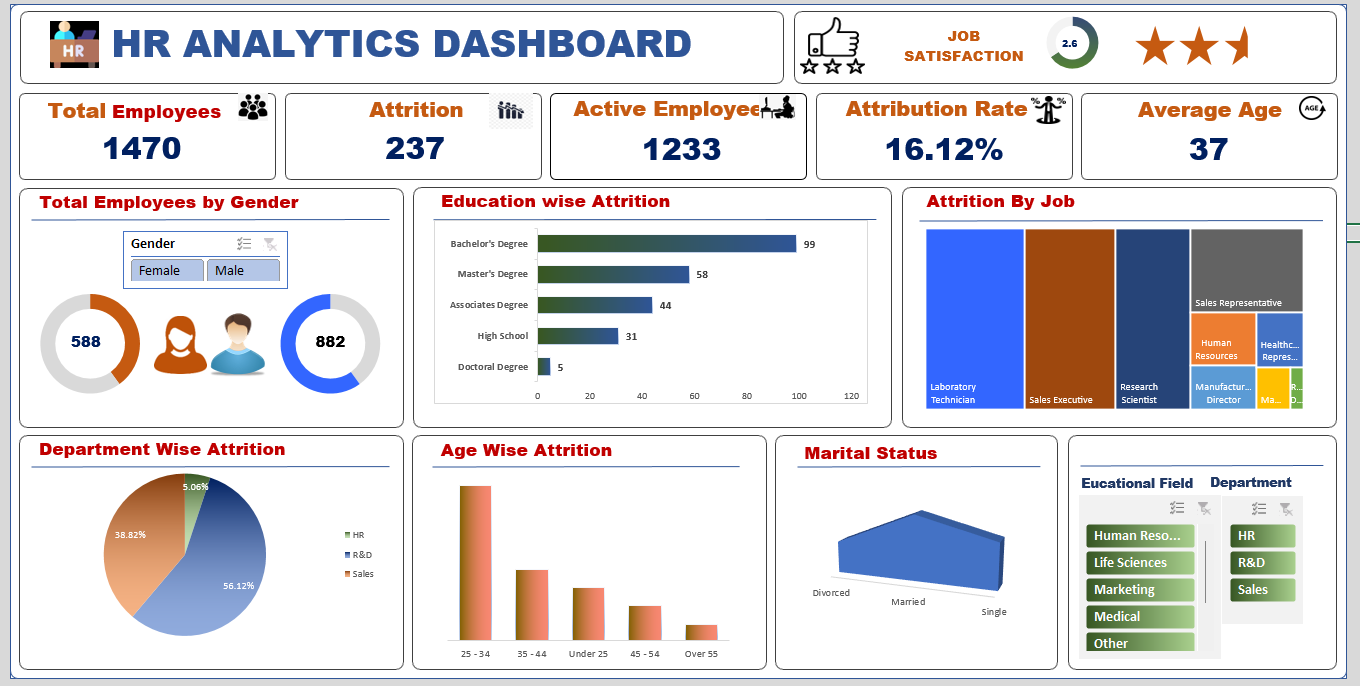 HR
HR ANALYTICS DASHBOARD
JOB
SATISFACTION
2.6
Total Employees
1470
Attrition
237
Active Employee
1233
Attribution Rate
% %
16.12%
Average Age
AGE
37
Total Employees by Gender
Gender
Female Male
588
882
Education wise Attrition
Bachelor's Degree 99
Master's Degree 58
Associates Degree 44
High School 31
Doctoral Degree 5
0 20 40 60 80 100 120
Attrition By Job
Laboratory
Technician
Sales Executive
Research
Scientist
Sales Representative
Human
Resources
Healthc...
Repres...
Manufactur...
Director
Ma...
R...
D...
Department Wise Attrition
5.06%
38.82%
56.12%
HR
R&D
Sales
Age Wise Attrition
25 - 34 35 - 44 Under 25 45 - 54 Over 55
Marital Status
Divorced
Married
Single
Eucational Field
Human Reso...
Life Sciences
Marketing
Medical
Other
Department
HR
R&D
Sales